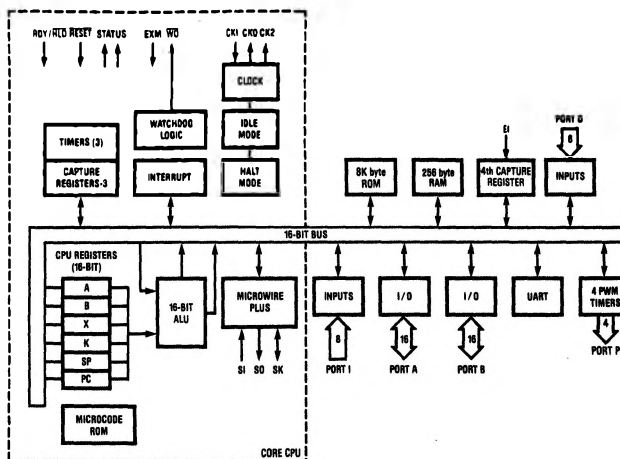 RDY/HLD RESET STATUS EXM WO CKI CKO CK2
CLOCK
WATCHDOG
LOGIC
IDLE
MODE
TIMERS (3)
CAPTURE
REGISTERS-3
INTERRUPT
HALT
MODE
PORT D
8
EI
8K byte
ROM
256 byte
RAM
4th CAPTURE
REGISTER
INPUTS
16-BIT BUS
CPU REGISTERS
(16-BIT)
A
B
X
K
SP
PC
16-BIT
ALU
MICROWIRE
PLUS
INPUTS
I/O
I/O
UART
4 PWM
TIMERS
8
16
16
4
SI SO SK
PORT I
PORT A
PORT B
PORT P
MICROCODE
ROM
CORE CPU